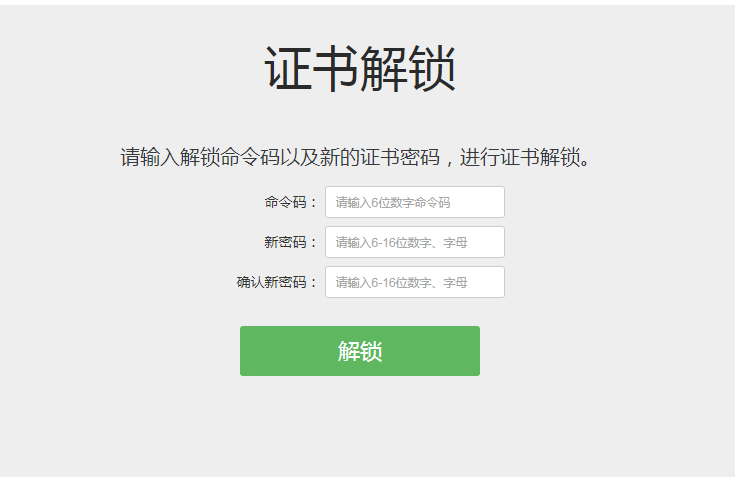 证书解锁
请输入解锁命令码以及新的证书密码，进行证书解锁。
命令码： 请输入6位数字命令码
新密码： 请输入6-16位数字、字母
确认新密码： 请输入6-16位数字、字母
解锁